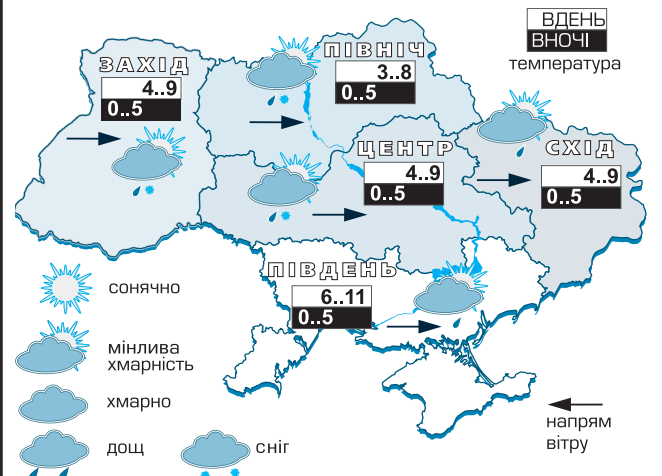 ВДЕНЬ
ВНОЧІ
температура
ПІВНІЧ
3..8
0..5
ЗАХІД
4..9
0..5
ЦЕНТР
4..9
0..5
СХІД
4..9
0..5
ПІВДЕНЬ
6..11
0..5
сонячно
мінлива
хмарність
хмарно
дощ
сніг
напрям
вітру